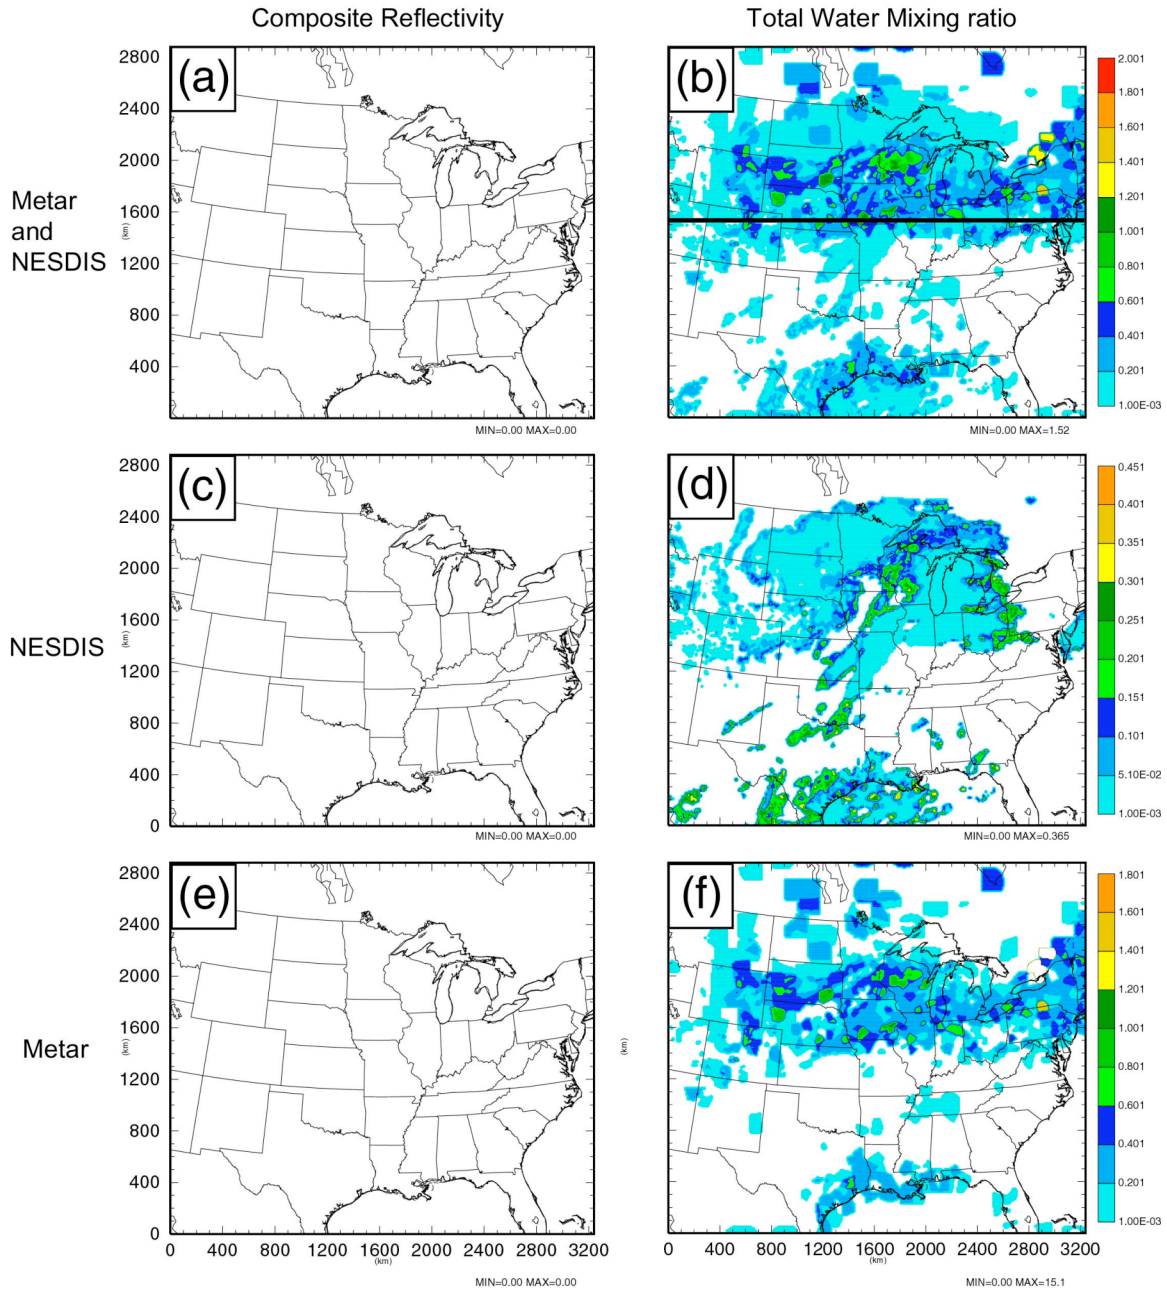 Composite Reflectivity
Total Water Mixing ratio
Metar
and
NESDIS
(a)
2800
2400
2000
1600
1200
800
400
(km)
MIN=0.00 MAX=0.00
(b)
2.001
1.801
1.601
1.401
1.201
1.001
0.801
0.601
0.401
0.201
1.00E-03
MIN=0.00 MAX=1.52
NESDIS
(c)
2800
2400
2000
1600
1200
800
400
0
(km)
MIN=0.00 MAX=0.00
(d)
0.451
0.401
0.351
0.301
0.251
0.201
0.151
0.101
5.10E-02
1.00E-03
MIN=0.00 MAX=0.365
Metar
(e)
2800
2400
2000
1600
1200
800
400
0
(km)
0 400 800 1200 1600 2000 2400 2800 3200
(km)
MIN=0.00 MAX=0.00
(f)
(km)
1.801
1.601
1.401
1.201
1.001
0.801
0.601
0.401
0.201
1.00E-03
0 400 800 1200 1600 2000 2400 2800 3200
(km)
MIN=0.00 MAX=15.1